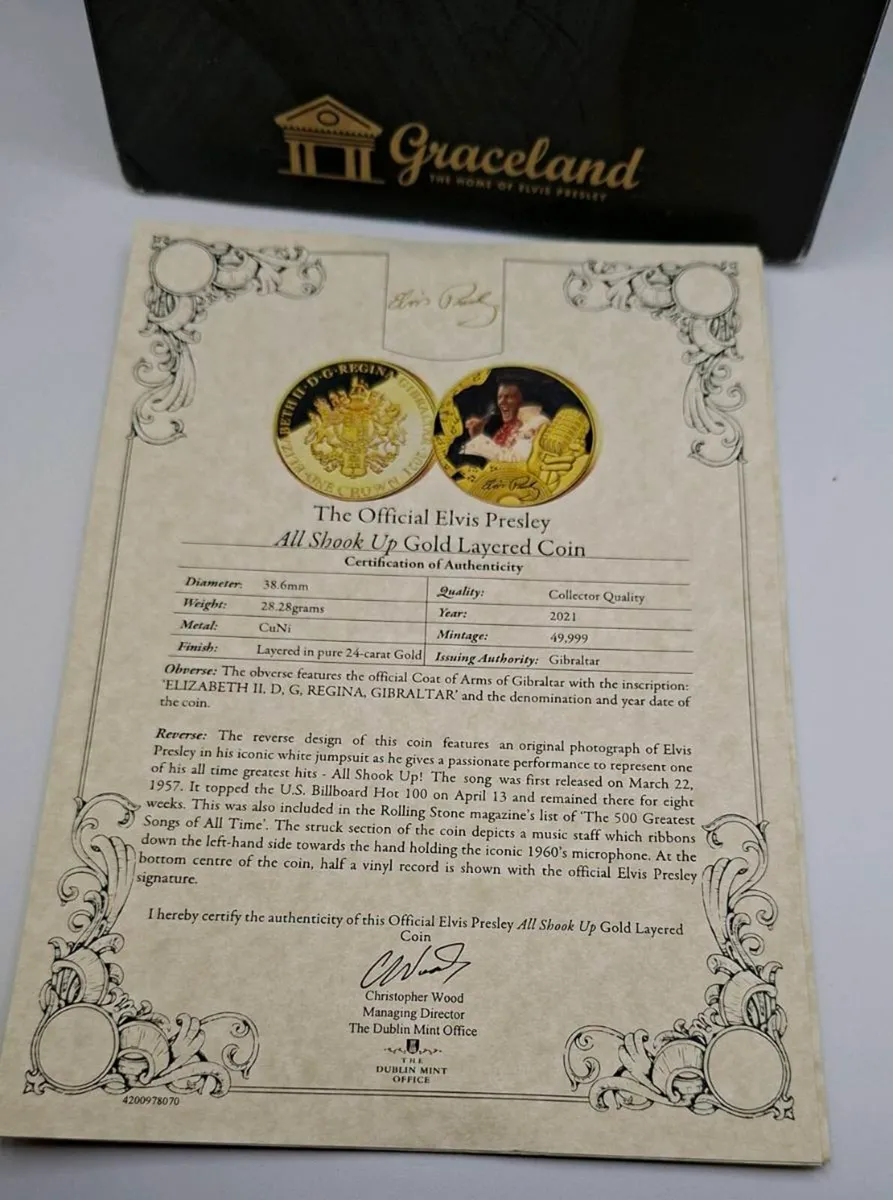 Graceland
THE HOME OF ELVIS PRESLEY
Elvis Presley
ELIZABETH II·D·G·REGINA·GIBRALTAR
·ONE CROWN·
Elvis Presley
The Official Elvis Presley
All Shook Up Gold Layered Coin
Certification of Authenticity
Diameter: 38.6mm
Quality: Collector Quality
Weight: 28.28grams
Year: 2021
Metal: CuNi
Mintage: 49,999
Finish: Layered in pure 24-carat Gold
Issuing Authority: Gibraltar
Obverse: The obverse features the official Coat of Arms of Gibraltar with the inscription:
'ELIZABETH II, D, G, REGINA, GIBRALTAR' and the denomination and year date of
the coin.
Reverse: The reverse design of this coin features an original photograph of Elvis
Presley in his iconic white jumpsuit as he gives a passionate performance to represent one
of his all time greatest hits - All Shook Up! The song was first released on March 22,
1957. It topped the U.S. Billboard Hot 100 on April 13 and remained there for eight
weeks. This was also included in the Rolling Stone magazine's list of 'The 500 Greatest
Songs of All Time'. The struck section of the coin depicts a music staff which ribbons
down the left-hand side towards the hand holding the iconic 1960's microphone. At the
bottom centre of the coin, half a vinyl record is shown with the official Elvis Presley
signature.
I hereby certify the authenticity of this Official Elvis Presley All Shook Up Gold Layered
Coin
CWood
Christopher Wood
Managing Director
The Dublin Mint Office
THE
DUBLIN MINT
OFFICE
4200978070